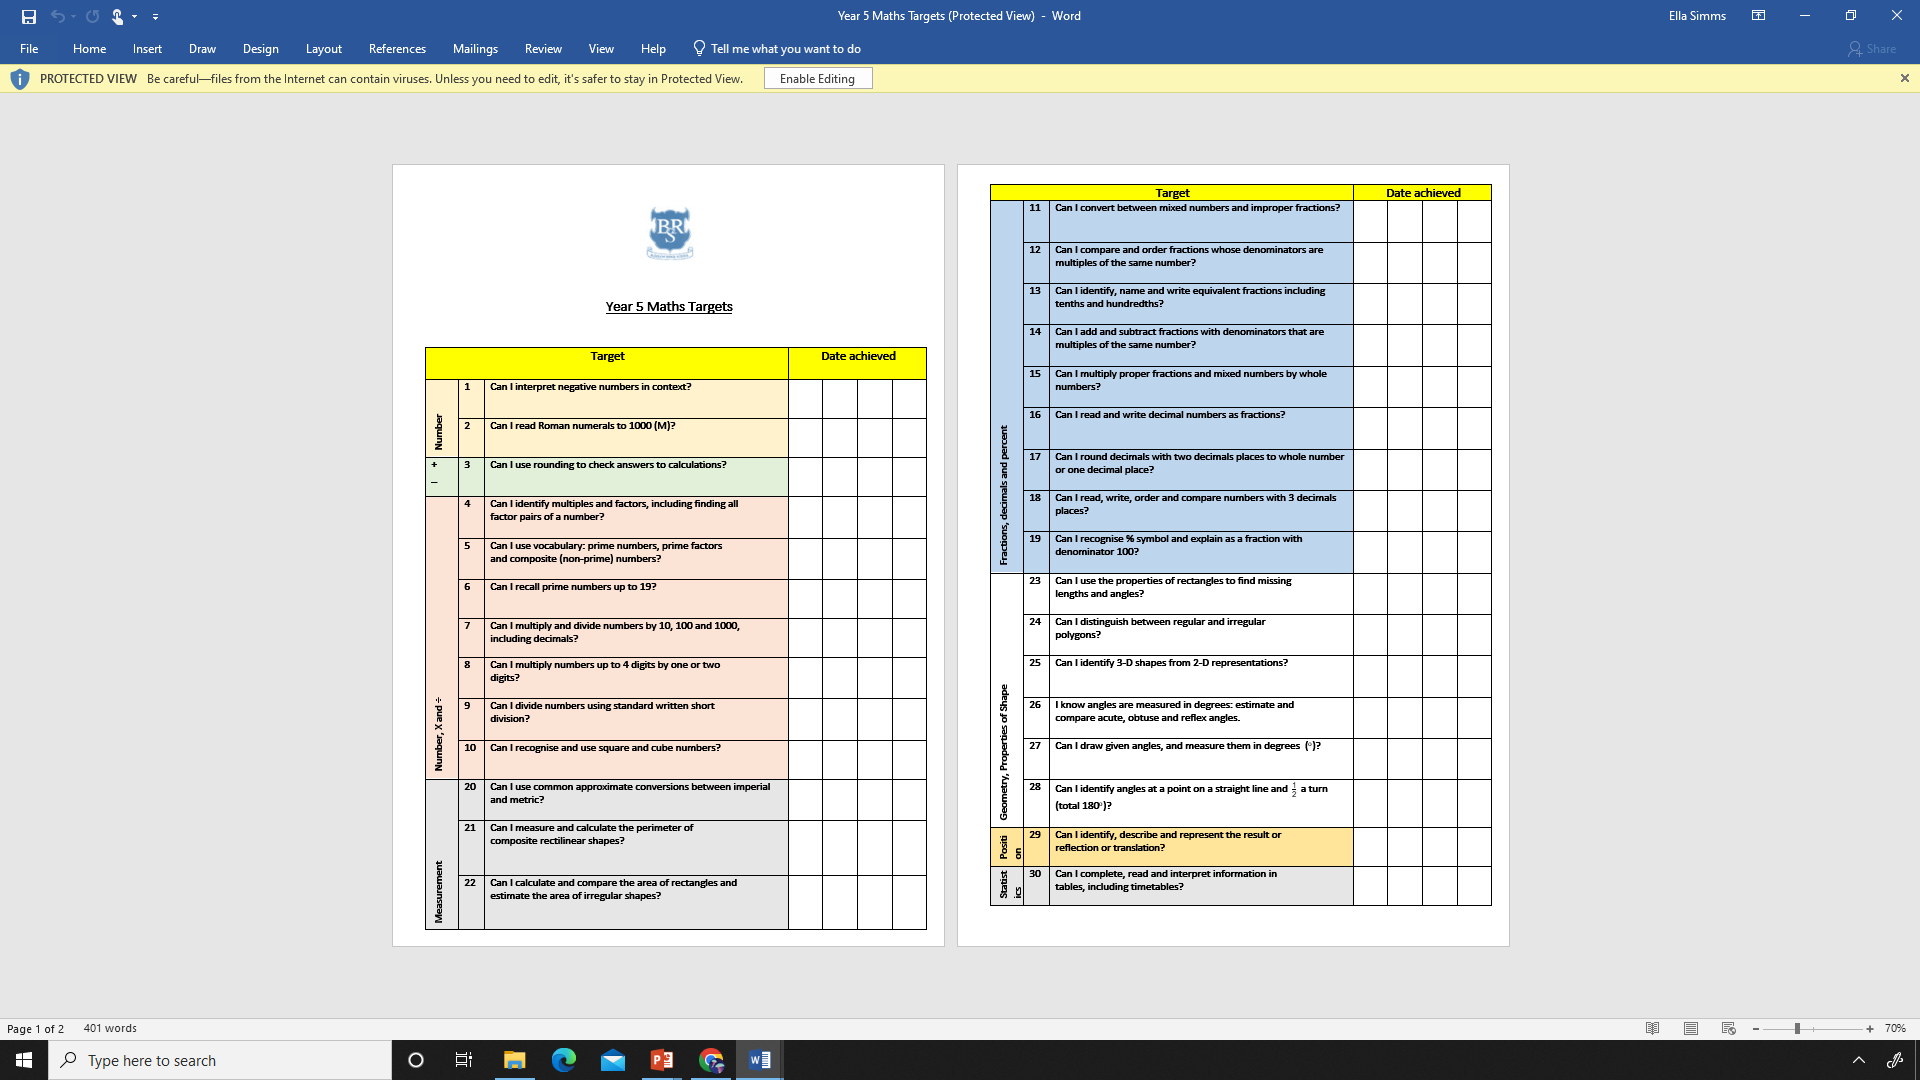 Year 5 Maths Targets (Protected View) - Word
Ella Simms
File Home Insert Draw Design Layout References Mailings Review View Help Tell me what you want to do
Share
PROTECTED VIEW Be careful—files from the Internet can contain viruses. Unless you need to edit, it's safer to stay in Protected View. Enable Editing
BRS
Year 5 Maths Targets
Target Date achieved
Number
1 Can I interpret negative numbers in context?
2 Can I read Roman numerals to 1000 (M)?
+
–
3 Can I use rounding to check answers to calculations?
Number, X and ÷
4 Can I identify multiples and factors, including finding all
factor pairs of a number?
5 Can I use vocabulary: prime numbers, prime factors
and composite (non-prime) numbers?
6 Can I recall prime numbers up to 19?
7 Can I multiply and divide numbers by 10, 100 and 1000,
including decimals?
8 Can I multiply numbers up to 4 digits by one or two
digits?
9 Can I divide numbers using standard written short
division?
10 Can I recognise and use square and cube numbers?
Measurement
20 Can I use common approximate conversions between imperial
and metric?
21 Can I measure and calculate the perimeter of
composite rectilinear shapes?
22 Can I calculate and compare the area of rectangles and
estimate the area of irregular shapes?
Target Date achieved
Fractions, decimals and percent
11 Can I convert between mixed numbers and improper fractions?
12 Can I compare and order fractions whose denominators are
multiples of the same number?
13 Can I identify, name and write equivalent fractions including
tenths and hundredths?
14 Can I add and subtract fractions with denominators that are
multiples of the same number?
15 Can I multiply proper fractions and mixed numbers by whole
numbers?
16 Can I read and write decimal numbers as fractions?
17 Can I round decimals with two decimals places to whole number
or one decimal place?
18 Can I read, write, order and compare numbers with 3 decimals
places?
19 Can I recognise % symbol and explain as a fraction with
denominator 100?
Geometry, Properties of Shape
23 Can I use the properties of rectangles to find missing
lengths and angles?
24 Can I distinguish between regular and irregular
polygons?
25 Can I identify 3-D shapes from 2-D representations?
26 I know angles are measured in degrees: estimate and
compare acute, obtuse and reflex angles.
27 Can I draw given angles, and measure them in degrees (°)?
28 Can I identify angles at a point on a straight line and ½ a turn
(total 180°)?
Positi
on
29 Can I identify, describe and represent the result or
reflection or translation?
Statist
ics
30 Can I complete, read and interpret information in
tables, including timetables?
Page 1 of 2 401 words
70%
Type here to search